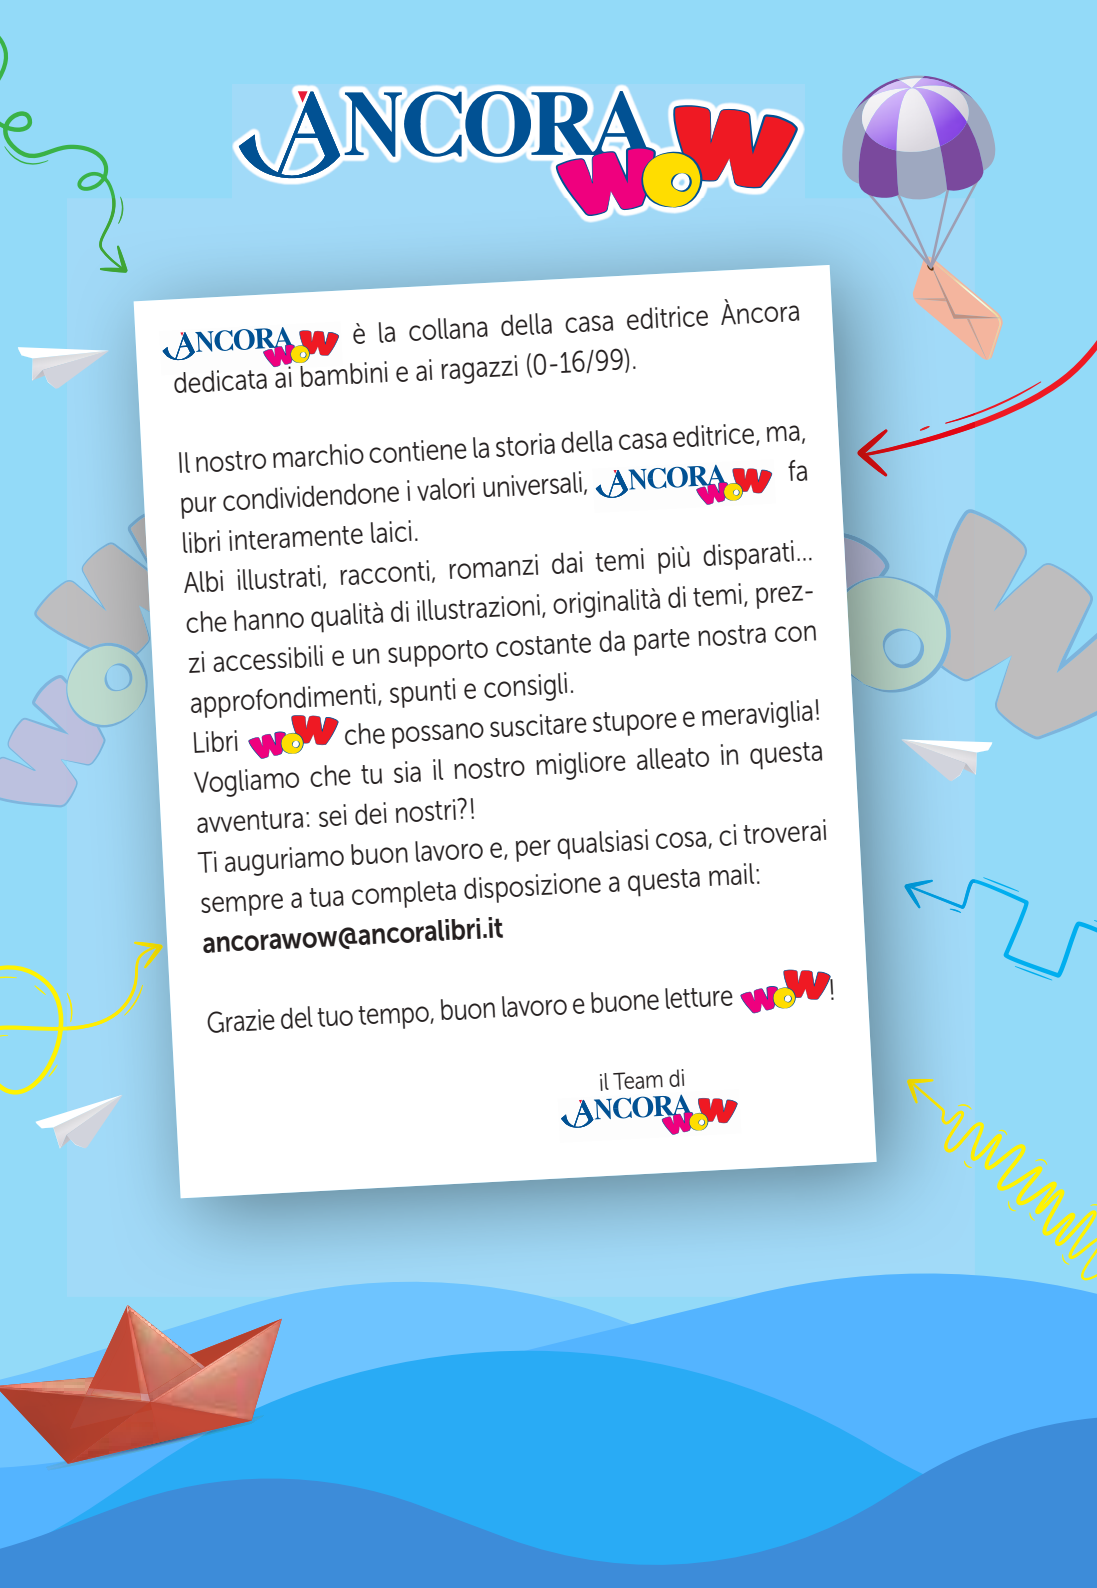 ÀNCORA WOW
ÀNCORA WOW è la collana della casa editrice Àncora
dedicata ai bambini e ai ragazzi (0-16/99).
Il nostro marchio contiene la storia della casa editrice, ma,
pur condividendone i valori universali, ÀNCORA WOW fa
libri interamente laici.
Albi illustrati, racconti, romanzi dai temi più disparati...
che hanno qualità di illustrazioni, originalità di temi, prez-
zi accessibili e un supporto costante da parte nostra con
approfondimenti, spunti e consigli.
Libri WOW che possano suscitare stupore e meraviglia!
Vogliamo che tu sia il nostro migliore alleato in questa
avventura: sei dei nostri?!
Ti auguriamo buon lavoro e, per qualsiasi cosa, ci troverai
sempre a tua completa disposizione a questa mail:
ancorawow@ancoralibri.it
Grazie del tuo tempo, buon lavoro e buone letture WOW!
il Team di
ÀNCORA WOW
WOW
WOW